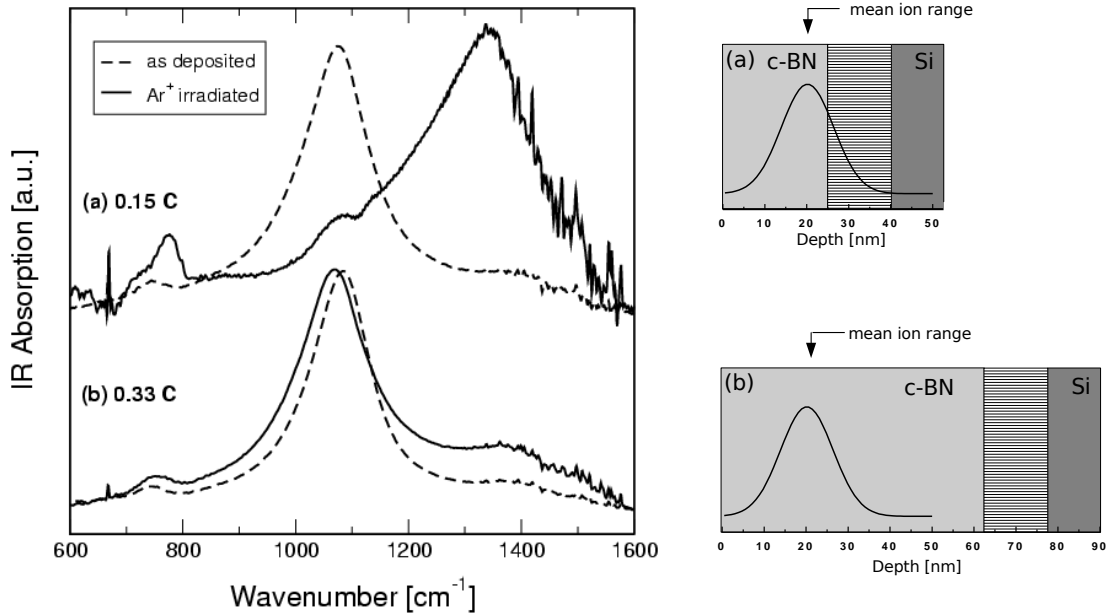 as deposited
Ar+ irradiated
(a) 0.15 C
(b) 0.33 C
IR Absorption [a.u.]
600 800 1000 1200 1400 1600
Wavenumber [cm-1]
mean ion range
(a) c-BN Si
0 10 20 30 40 50
Depth [nm]
mean ion range
(b) c-BN Si
0 10 20 30 40 50 60 70 80 90
Depth [nm]